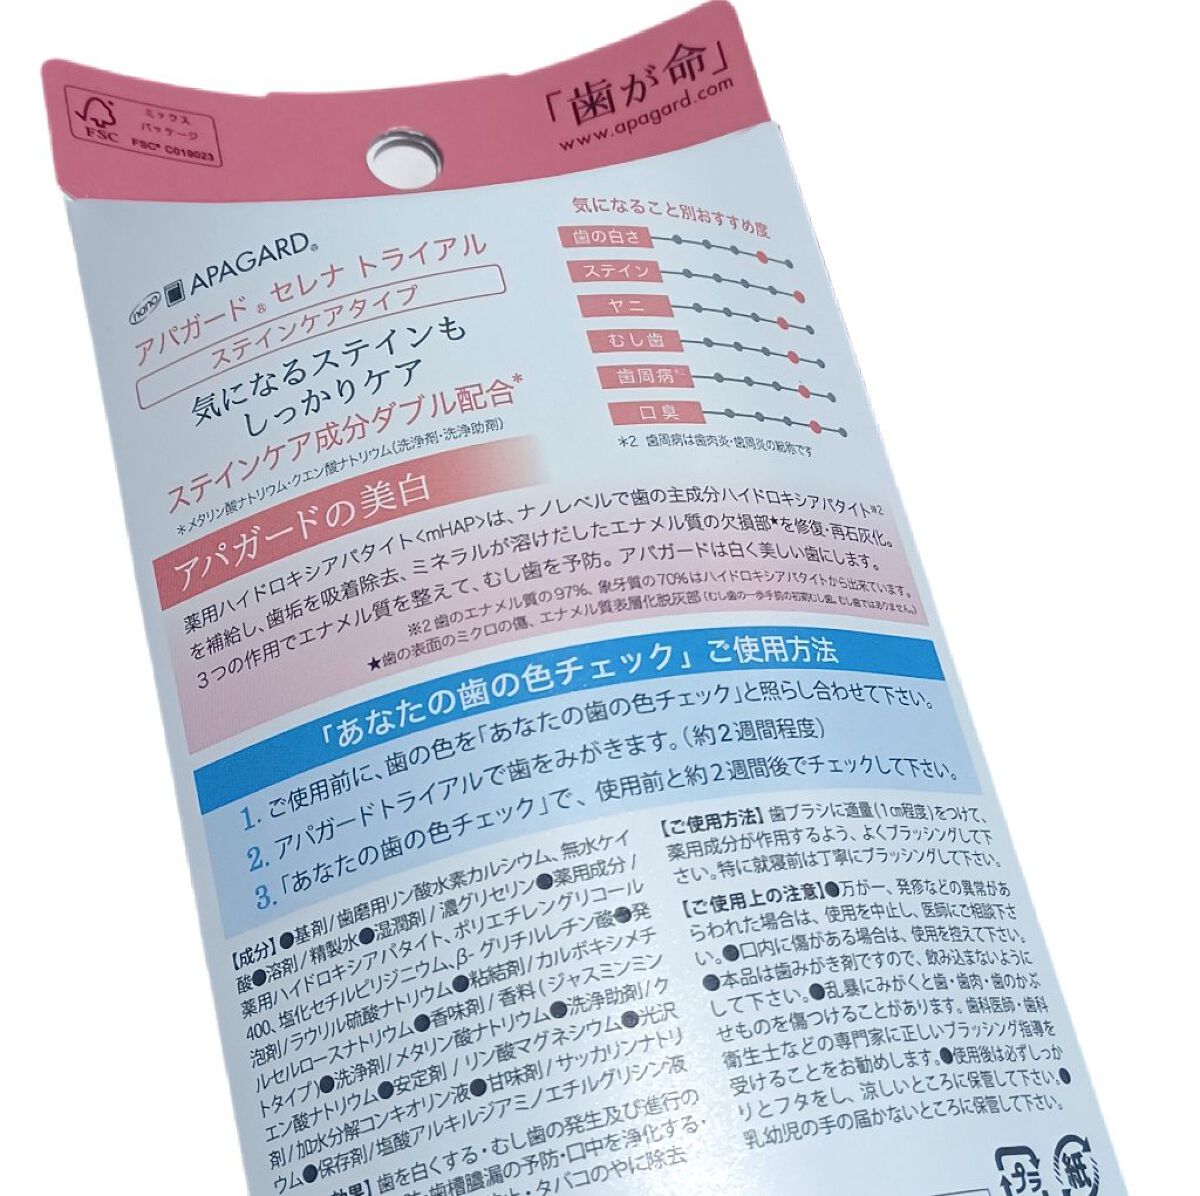 FSC
ミックス
パッケージ
FSC® C019023
「歯が命」
www.apagard.com
nano APAGARD®
アパガード®セレナ トライアル
ステインケアタイプ
気になるステインも
しっかりケア
ステインケア成分ダブル配合*
*メタリン酸ナトリウム・クエン酸ナトリウム(洗浄剤・洗浄助剤)
気になること別おすすめ度
歯の白さ
ステイン
ヤニ
むし歯
歯周病※2
口臭
*2 歯周病は歯肉炎・歯周炎の総称です
アパガードの美白
薬用ハイドロキシアパタイト<mHAP>は、ナノレベルで歯の主成分ハイドロキシアパタイト※2
を補給し、歯垢を吸着除去、ミネラルが溶けだしたエナメル質の欠損部★を修復・再石灰化。
3つの作用でエナメル質を整えて、むし歯を予防。アパガードは白く美しい歯にします。
※2 歯のエナメル質の97%、象牙質の70%はハイドロキシアパタイトから出来ています。
★歯の表面のミクロの傷、エナメル質表層化脱灰部(むし歯の一歩手前の初期むし歯。むし歯ではありません。)
「あなたの歯の色チェック」ご使用方法
1. ご使用前に、歯の色を「あなたの歯の色チェック」と照らし合わせて下さい。
2. アパガードトライアルで歯をみがきます。(約2週間程度)
3. 「あなたの歯の色チェック」で、使用前と約2週間後でチェックして下さい。
【成分】●基剤/歯磨用リン酸水素カルシウム、無水ケイ
酸●溶剤/精製水●湿潤剤/濃グリセリン●薬用成分/
薬用ハイドロキシアパタイト、ポリエチレングリコール
400、塩化セチルピリジニウム、β-グリチルレチン酸●発
泡剤/ラウリル硫酸ナトリウム●粘結剤/カルボキシメチ
ルセルロースナトリウム●香味剤/香料(ジャスミンミン
トタイプ)●洗浄剤/メタリン酸ナトリウム●洗浄助剤/ク
エン酸ナトリウム●安定剤/リン酸マグネシウム●光沢
剤/加水分解コンキオリン液●甘味剤/サッカリンナトリ
ウム●保存剤/塩酸アルキルジアミノエチルグリシン液
効果】歯を白くする・むし歯の発生及び進行の
・歯槽膿漏の予防・口中を浄化する・
・タバコのやに除去
【ご使用方法】歯ブラシに適量(1cm程度)をつけて、
薬用成分が作用するよう、よくブラッシングして下
さい。特に就寝前は丁寧にブラッシングして下さい。
【ご使用上の注意】●万が一、発疹などの異常があ
らわれた場合は、使用を中止し、医師にご相談下さ
い。●口内に傷がある場合は、使用を控えて下さい。
●本品は歯みがき剤ですので、飲み込まないように
して下さい。●乱暴にみがくと歯・歯肉・歯のかぶ
せものを傷つけることがあります。歯科医師・歯科
衛生士などの専門家に正しいブラッシング指導を
受けることをお勧めします。●使用後は必ずしっか
りとフタをし、涼しいところに保管して下さい。●
乳幼児の手の届かないところに保管して下さい。
プラ
紙